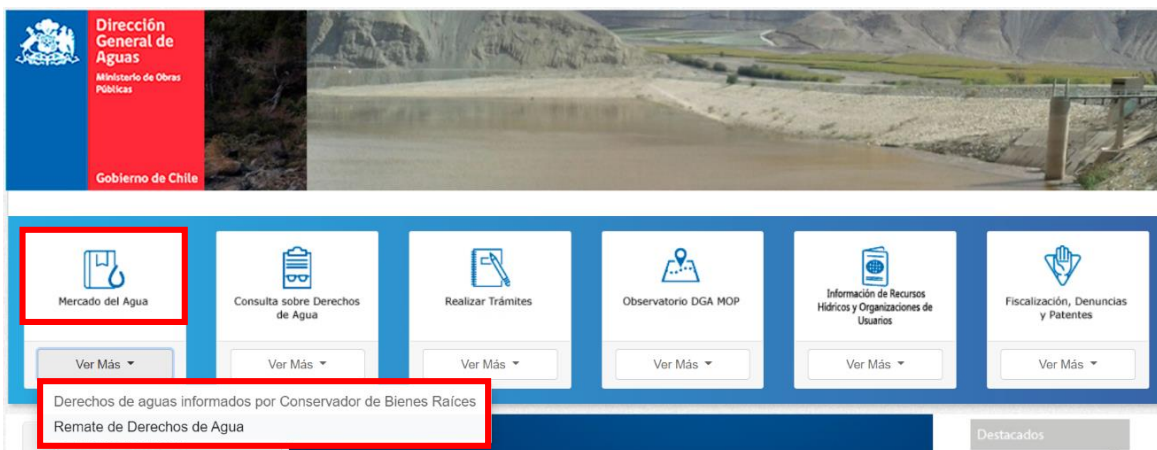 Dirección
General de
Aguas
Ministerio de Obras
Públicas
Gobierno de Chile
Mercado del Agua
Consulta sobre Derechos
de Agua
Realizar Trámites
Observatorio DGA MOP
Información de Recursos
Hídricos y Organizaciones de
Usuarios
Fiscalización, Denuncias
y Patentes
Ver Más
Ver Más
Ver Más
Ver Más
Ver Más
Ver Más
Derechos de aguas informados por Conservador de Bienes Raíces
Remate de Derechos de Agua
Destacados